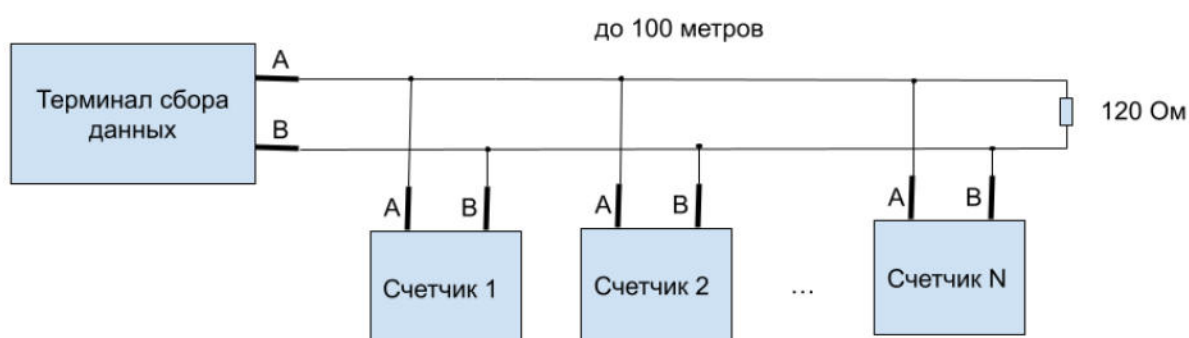 до 100 метров
Терминал сбора
данных
A
B
120 Ом
A
B
A
B
A
B
Счетчик 1
Счетчик 2
...
Счетчик N